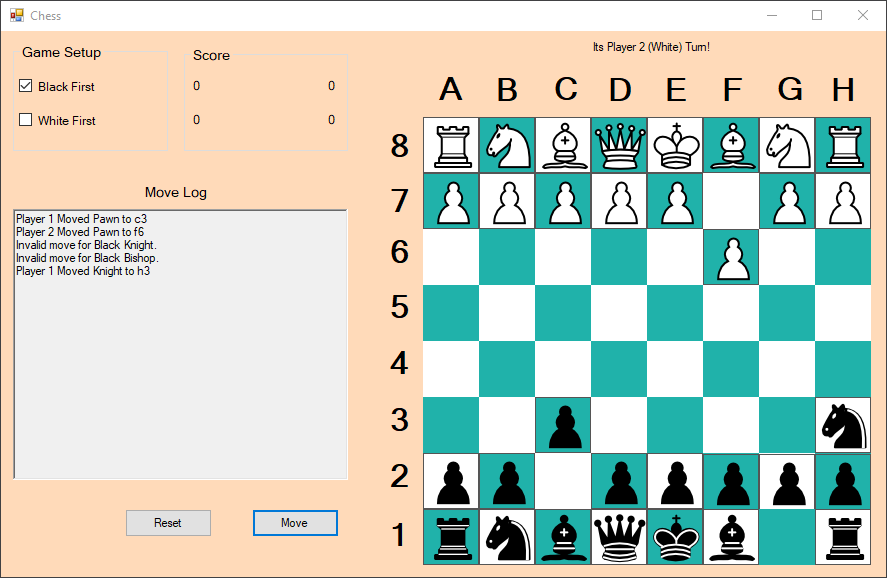 Chess
Game Setup
Black First
White First
Score
0 0
0 0
Move Log
Player 1 Moved Pawn to c3
Player 2 Moved Pawn to f6
Invalid move for Black Knight.
Invalid move for Black Bishop.
Player 1 Moved Knight to h3
Reset
Move
Its Player 2 (White) Turn!
A B C D E F G H
8
7
6
5
4
3
2
1